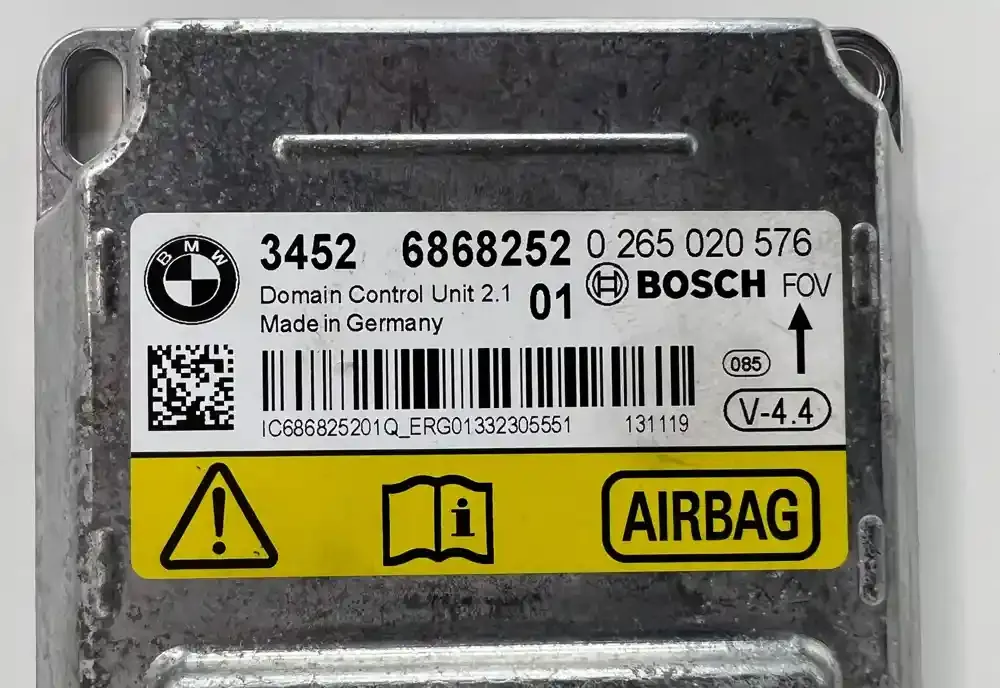 BMW
3452 6868252 0 265 020 576
Domain Control Unit 2.1 01 BOSCH FOV
Made in Germany
085
V-4.4
IC686825201Q_ERG01332305551 131119
i AIRBAG